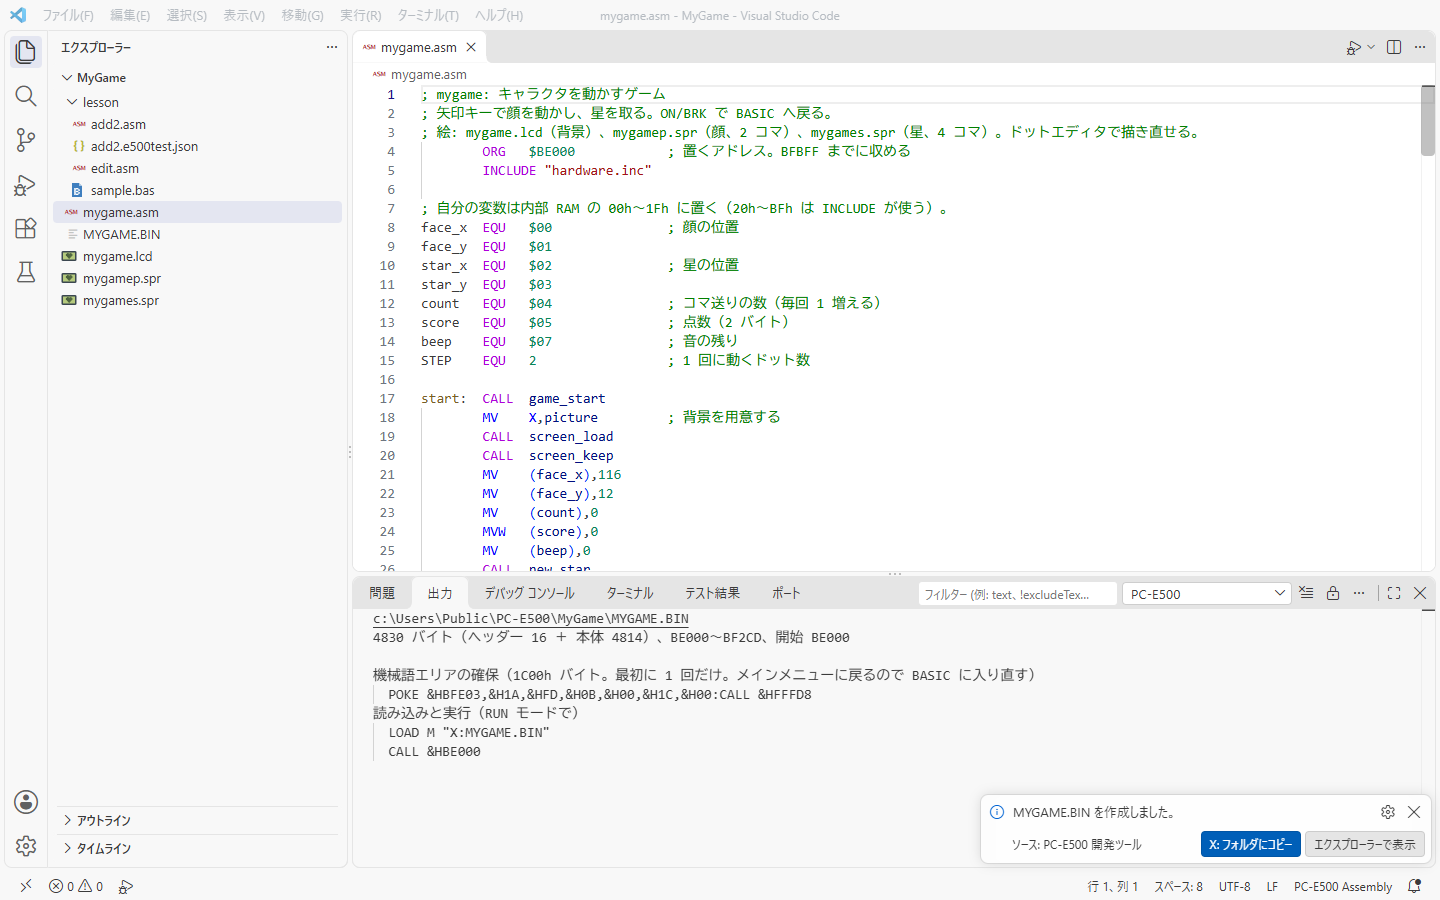 ファイル(F) 編集(E) 選択(S) 表示(V) 移動(G) 実行(R) ターミナル(T) ヘルプ(H) mygame.asm - MyGame - Visual Studio Code
エクスプローラー
MyGame
lesson
ASM add2.asm
{} add2.e500test.json
ASM edit.asm
B sample.bas
ASM mygame.asm
MYGAME.BIN
mygame.lcd
mygamep.spr
mygames.spr
アウトライン
タイムライン
ASM mygame.asm
ASM mygame.asm
1 ; mygame: キャラクタを動かすゲーム
2 ; 矢印キーで顔を動かし、星を取る。ON/BRK で BASIC へ戻る。
3 ; 絵: mygame.lcd（背景）、mygamep.spr（顔、2 コマ）、mygames.spr（星、4 コマ）。ドットエディタで描き直せる。
4 ORG $BE000 ; 置くアドレス。BFBFF までに収める
5 INCLUDE "hardware.inc"
6
7 ; 自分の変数は内部 RAM の 00h～1Fh に置く（20h～BFh は INCLUDE が使う）。
8 face_x EQU $00 ; 顔の位置
9 face_y EQU $01
10 star_x EQU $02 ; 星の位置
11 star_y EQU $03
12 count EQU $04 ; コマ送りの数（毎回 1 増える）
13 score EQU $05 ; 点数（2 バイト）
14 beep EQU $07 ; 音の残り
15 STEP EQU 2 ; 1 回に動くドット数
16
17 start: CALL game_start
18 MV X,picture ; 背景を用意する
19 CALL screen_load
20 CALL screen_keep
21 MV (face_x),116
22 MV (face_y),12
23 MV (count),0
24 MVW (score),0
25 MV (beep),0
26 CALL new_star
問題 出力 デバッグ コンソール ターミナル テスト結果 ポート フィルター (例: text, !excludeTex... PC-E500
c:\Users\Public\PC-E500\MyGame\MYGAME.BIN
4830 バイト（ヘッダー 16 ＋ 本体 4814）、BE000～BF2CD、開始 BE000
機械語エリアの確保（1C00h バイト。最初に 1 回だけ。メインメニューに戻るので BASIC に入り直す）
POKE &HBFE03,&H1A,&HFD,&H0B,&H00,&H1C,&H00:CALL &HFFFD8
読み込みと実行（RUN モードで）
LOAD M "X:MYGAME.BIN"
CALL &HBE000
MYGAME.BIN を作成しました。
ソース: PC-E500 開発ツール X: フォルダにコピー エクスプローラーで表示
0 0 行 1、列 1 スペース: 8 UTF-8 LF PC-E500 Assembly